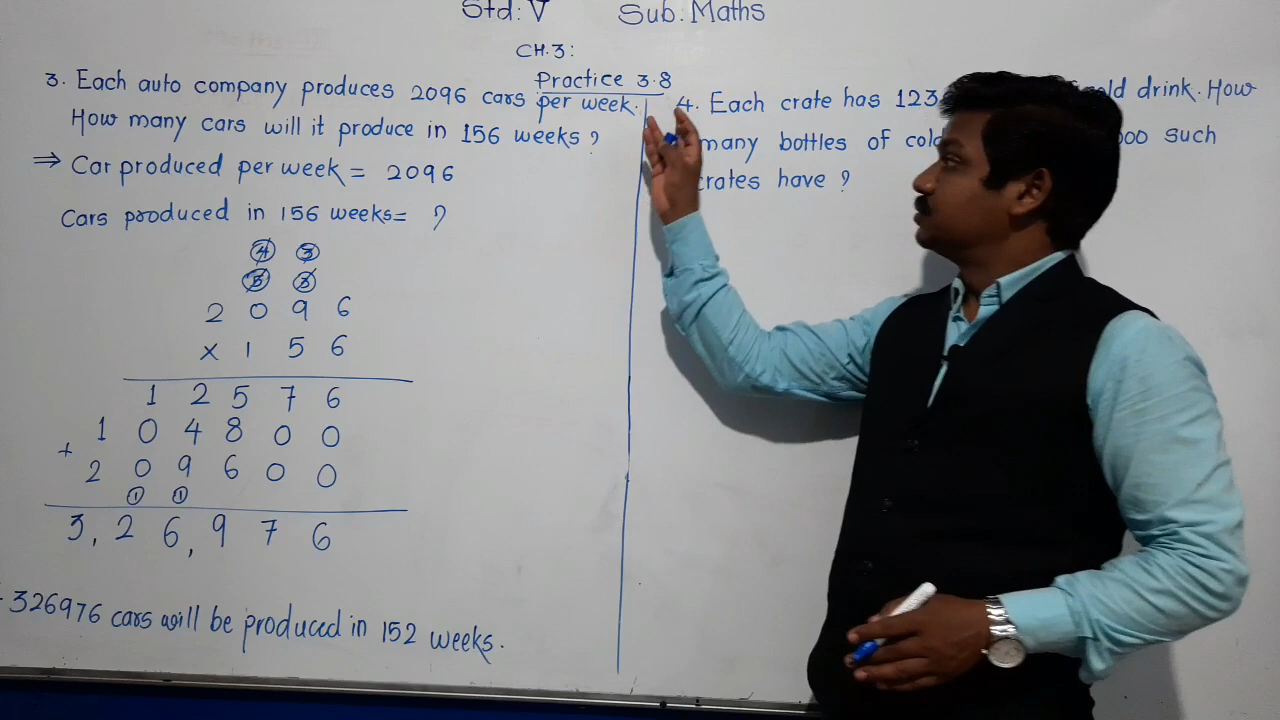 Std: V Sub: Maths
CH.3:
Practice 3.8
3. Each auto company produces 2096 cars per week.
How many cars will it produce in 156 weeks?
⇒ Car produced per week = 2096
Cars produced in 156 weeks= ?
4 3
5 3
2 0 9 6
x 1 5 6
1 2 5 7 6
1 0 4 8 0 0
+
2 0 9 6 0 0
1 1
3, 2 6, 9 7 6
326976 cars will be produced in 152 weeks.
4. Each crate has 123 cold drink. How
many bottles of cold 000 such
crates have ?